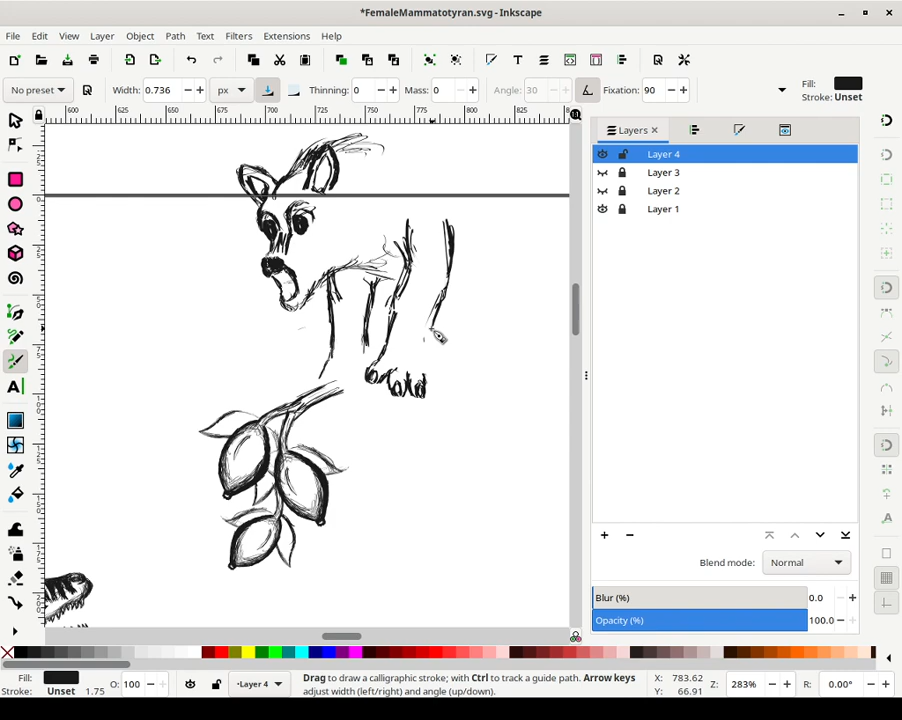 *FemaleMammatotyran.svg - Inkscape
File Edit View Layer Object Path Text Filters Extensions Help
No preset Width: 0.736 px Thinning: 0 Mass: 0 Angle: 30 Fixation: 90 Fill: Stroke: Unset
600 625 650 675 700 725 750 775 800 825
Layers
Layer 4
Layer 3
Layer 2
Layer 1
Blend mode: Normal
Blur (%) 0.0
Opacity (%) 100.0
Fill: Stroke: Unset 1.75 O: 100 Layer 4
Drag to draw a calligraphic stroke; with Ctrl to track a guide path. Arrow keys
adjust width (left/right) and angle (up/down).
X: 783.62
Y: 66.91
Z: 283%
R: 0.00°